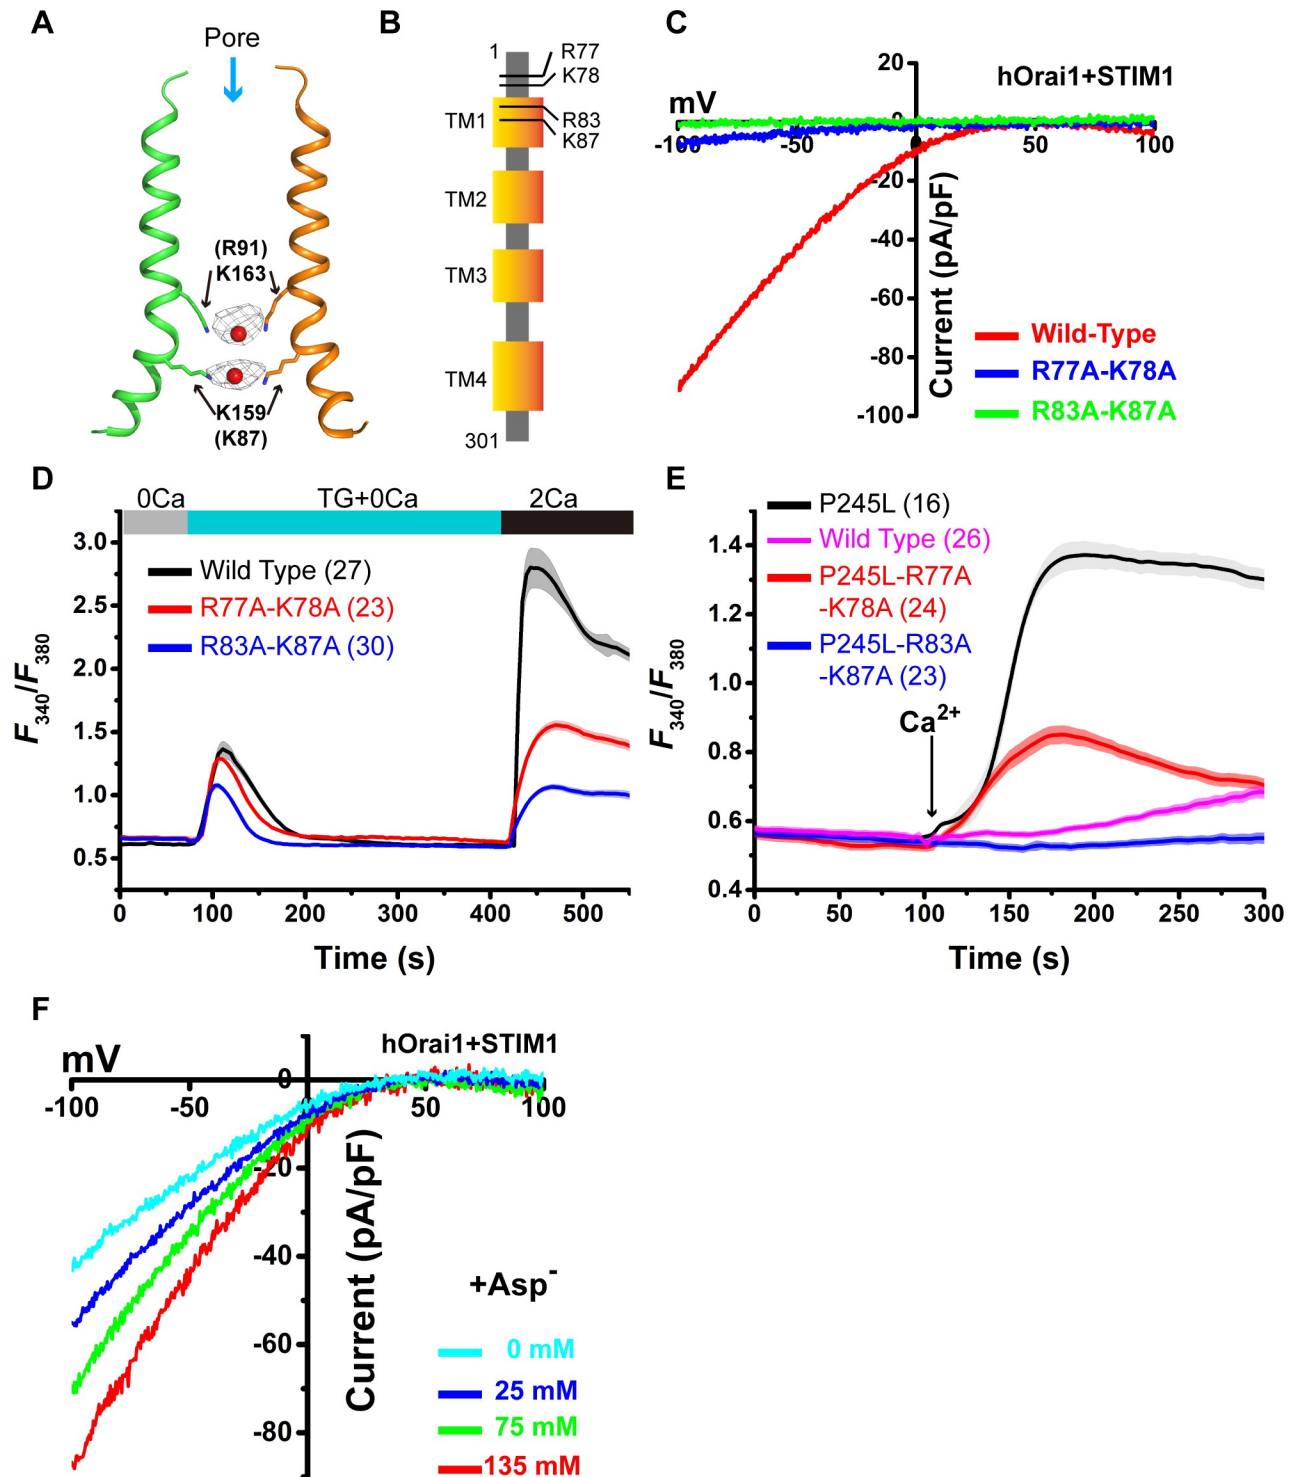 A
Pore
(R91)
K163
K159
(K87)
B
1
R77
K78
TM1
R83
K87
TM2
TM3
TM4
301
C
20
hOrai1+STIM1
mV
0
-100
-50
50
100
-20
-40
-60
-80
-100
Current (pA/pF)
Wild-Type
R77A-K78A
R83A-K87A
D
0Ca
TG+0Ca
2Ca
3.0
2.5
2.0
1.5
1.0
0.5
F340/F380
Wild Type (27)
R77A-K78A (23)
R83A-K87A (30)
0
100
200
300
400
500
Time (s)
E
P245L (16)
Wild Type (26)
P245L-R77A
-K78A (24)
P245L-R83A
-K87A (23)
Ca2+
1.4
1.2
1.0
0.8
0.6
0.4
F340/F380
0
50
100
150
200
250
300
Time (s)
F
hOrai1+STIM1
mV
0
-100
-50
50
100
-20
-40
-60
-80
Current (pA/pF)
+Asp-
0 mM
25 mM
75 mM
135 mM